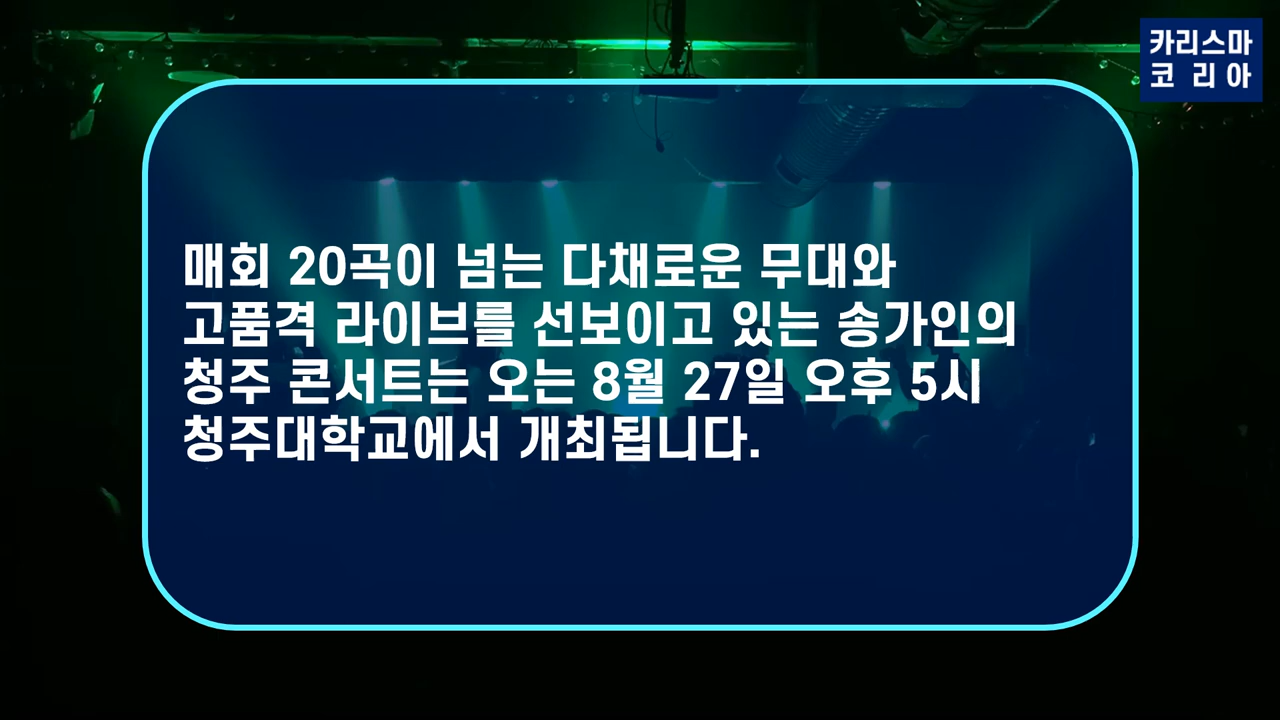 카리스마
코리아
매회 20곡이 넘는 다채로운 무대와
고품격 라이브를 선보이고 있는 송가인의
청주 콘서트는 오는 8월 27일 오후 5시
청주대학교에서 개최됩니다.